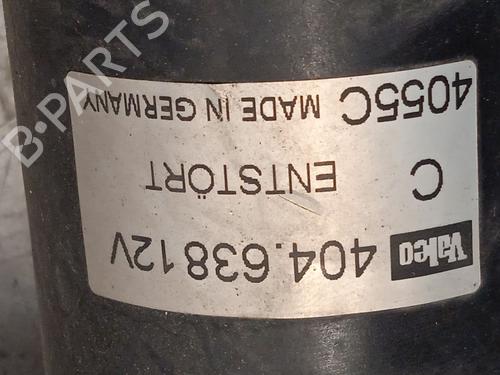 Valeo 404.638 12V
C ENTSTÖRT
4055C MADE IN GERMANY
B-PARTS